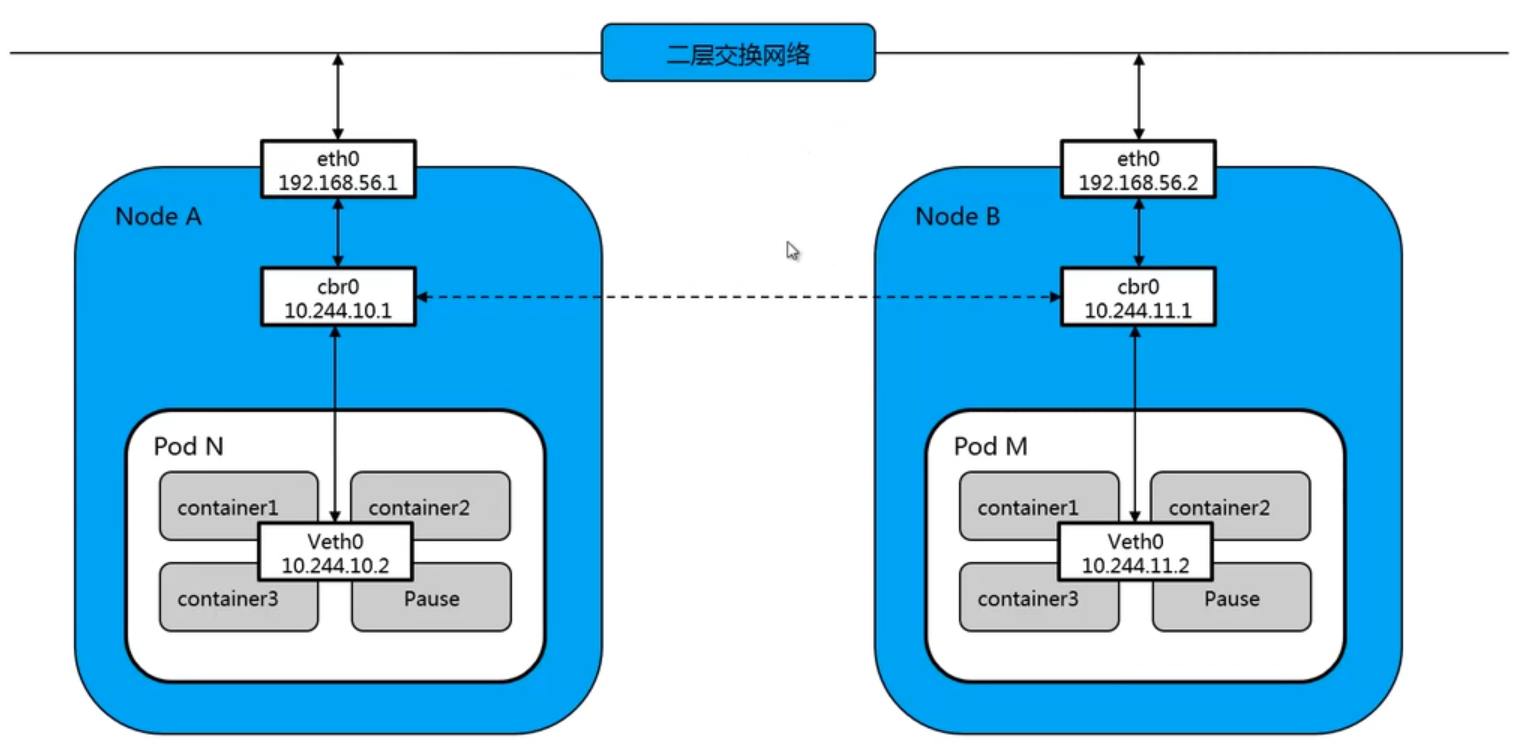 二层交换网络
eth0
192.168.56.1
Node A
cbr0
10.244.10.1
Pod N
container1
container2
Veth0
10.244.10.2
container3
Pause
eth0
192.168.56.2
Node B
cbr0
10.244.11.1
Pod M
container1
container2
Veth0
10.244.11.2
container3
Pause